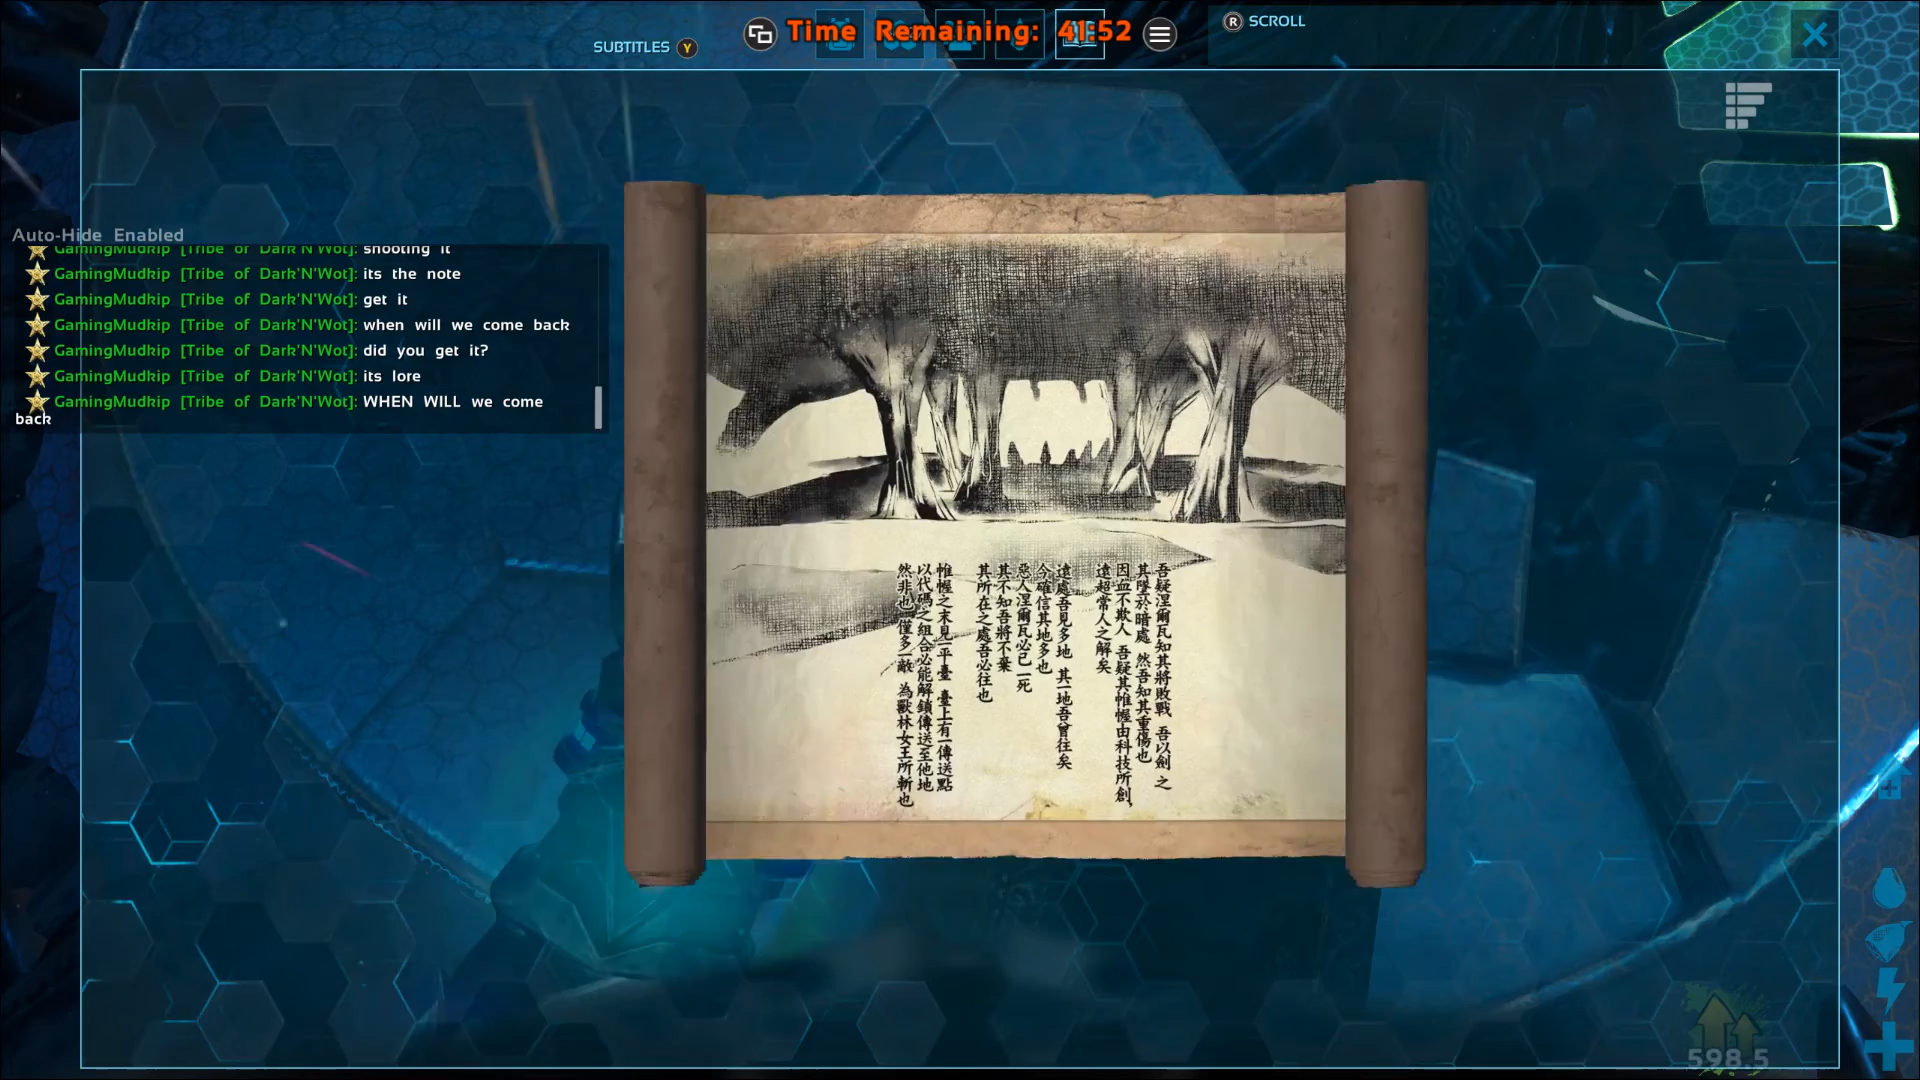 SUBTITLES Y
Time Remaining: 41:52
R SCROLL
Auto-Hide Enabled
GamingMudkip [Tribe of Dark'N'Wot]: shooting it
GamingMudkip [Tribe of Dark'N'Wot]: its the note
GamingMudkip [Tribe of Dark'N'Wot]: get it
GamingMudkip [Tribe of Dark'N'Wot]: when will we come back
GamingMudkip [Tribe of Dark'N'Wot]: did you get it?
GamingMudkip [Tribe of Dark'N'Wot]: its lore
GamingMudkip [Tribe of Dark'N'Wot]: WHEN WILL we come
back
吾疑涅爾瓦知其將敗戰 吾以劍之
其墜於暗處 然吾知其重傷也
因血不欺人 吾疑其帷幄由科技所創,
遠超常人之解矣
遠處吾見多地 其一地吾曾往矣
今確信其地多也
惡人涅爾瓦必已一死
其不知吾將不棄
其所在之處吾必往也
帷幄之末見一平臺 臺上有一傳送點
以代碼之組合必能解鎖傳送至他地
然非也 僅多一敵 為獸林女王所斬也
598.5